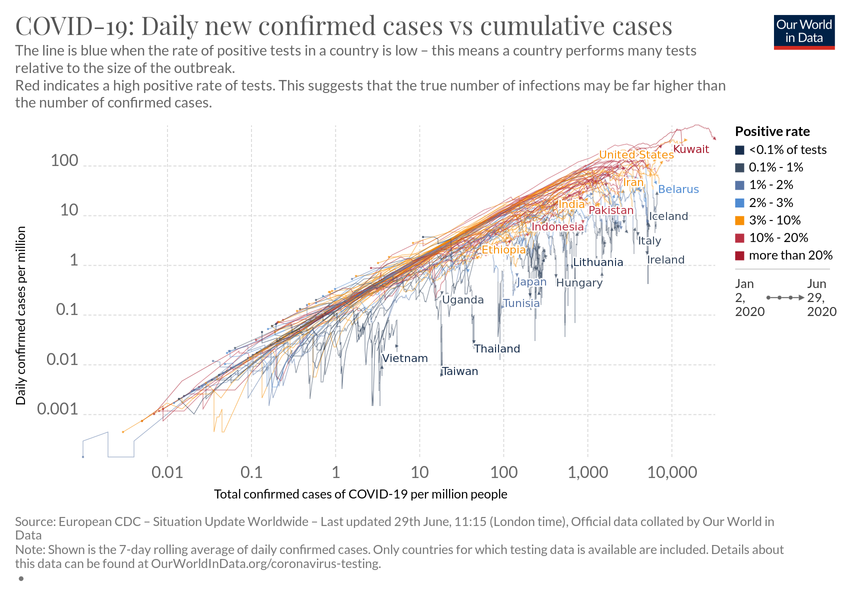 COVID-19: Daily new confirmed cases vs cumulative cases
Our World
in Data
The line is blue when the rate of positive tests in a country is low – this means a country performs many tests
relative to the size of the outbreak.
Red indicates a high positive rate of tests. This suggests that the true number of infections may be far higher than
the number of confirmed cases.
Positive rate
<0.1% of tests
0.1% - 1%
1% - 2%
2% - 3%
3% - 10%
10% - 20%
more than 20%
Jan
2,
2020
Jun
29,
2020
Daily confirmed cases per million
100
10
1
0.1
0.01
0.001
United States
Kuwait
Iran
Belarus
India
Pakistan
Iceland
Indonesia
Italy
Ethiopia
Ireland
Lithuania
Japan
Hungary
Uganda
Tunisia
Thailand
Vietnam
Taiwan
0.01
0.1
1
10
100
1,000
10,000
Total confirmed cases of COVID-19 per million people
Source: European CDC – Situation Update Worldwide – Last updated 29th June, 11:15 (London time), Official data collated by Our World in
Data
Note: Shown is the 7-day rolling average of daily confirmed cases. Only countries for which testing data is available are included. Details about
this data can be found at OurWorldInData.org/coronavirus-testing.